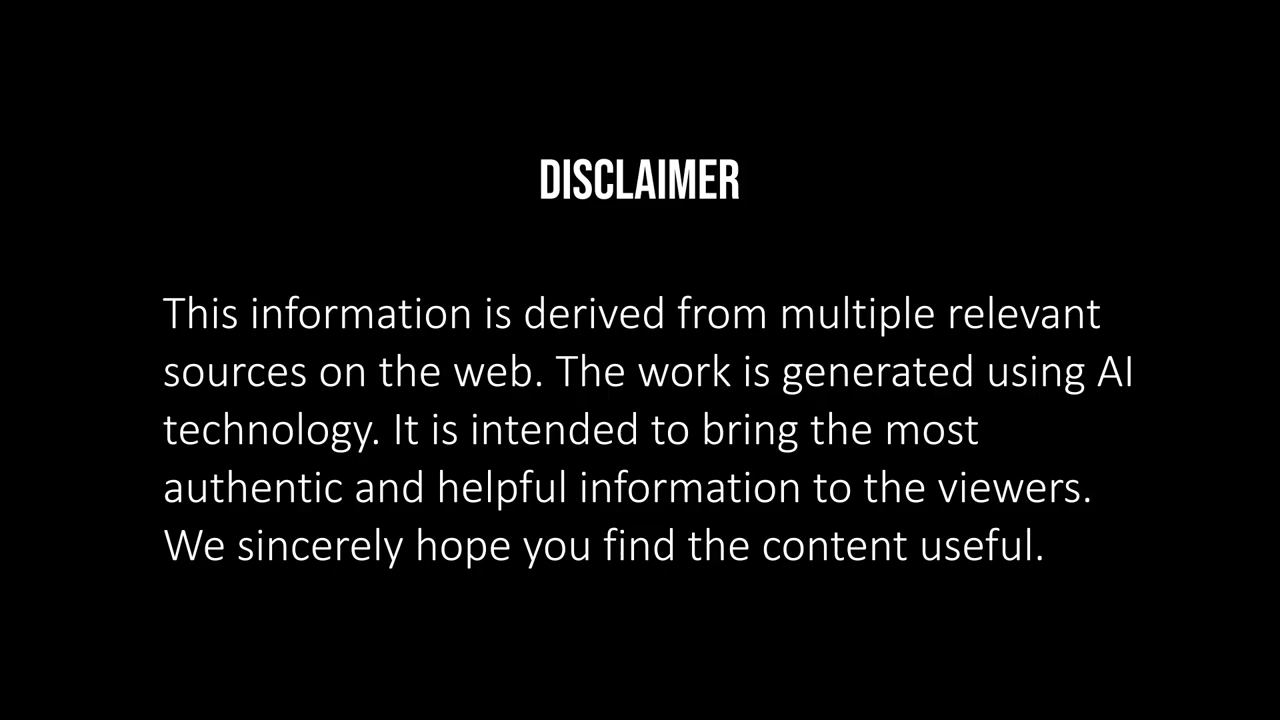 DISCLAIMER
This information is derived from multiple relevant
sources on the web. The work is generated using AI
technology. It is intended to bring the most
authentic and helpful information to the viewers.
We sincerely hope you find the content useful.